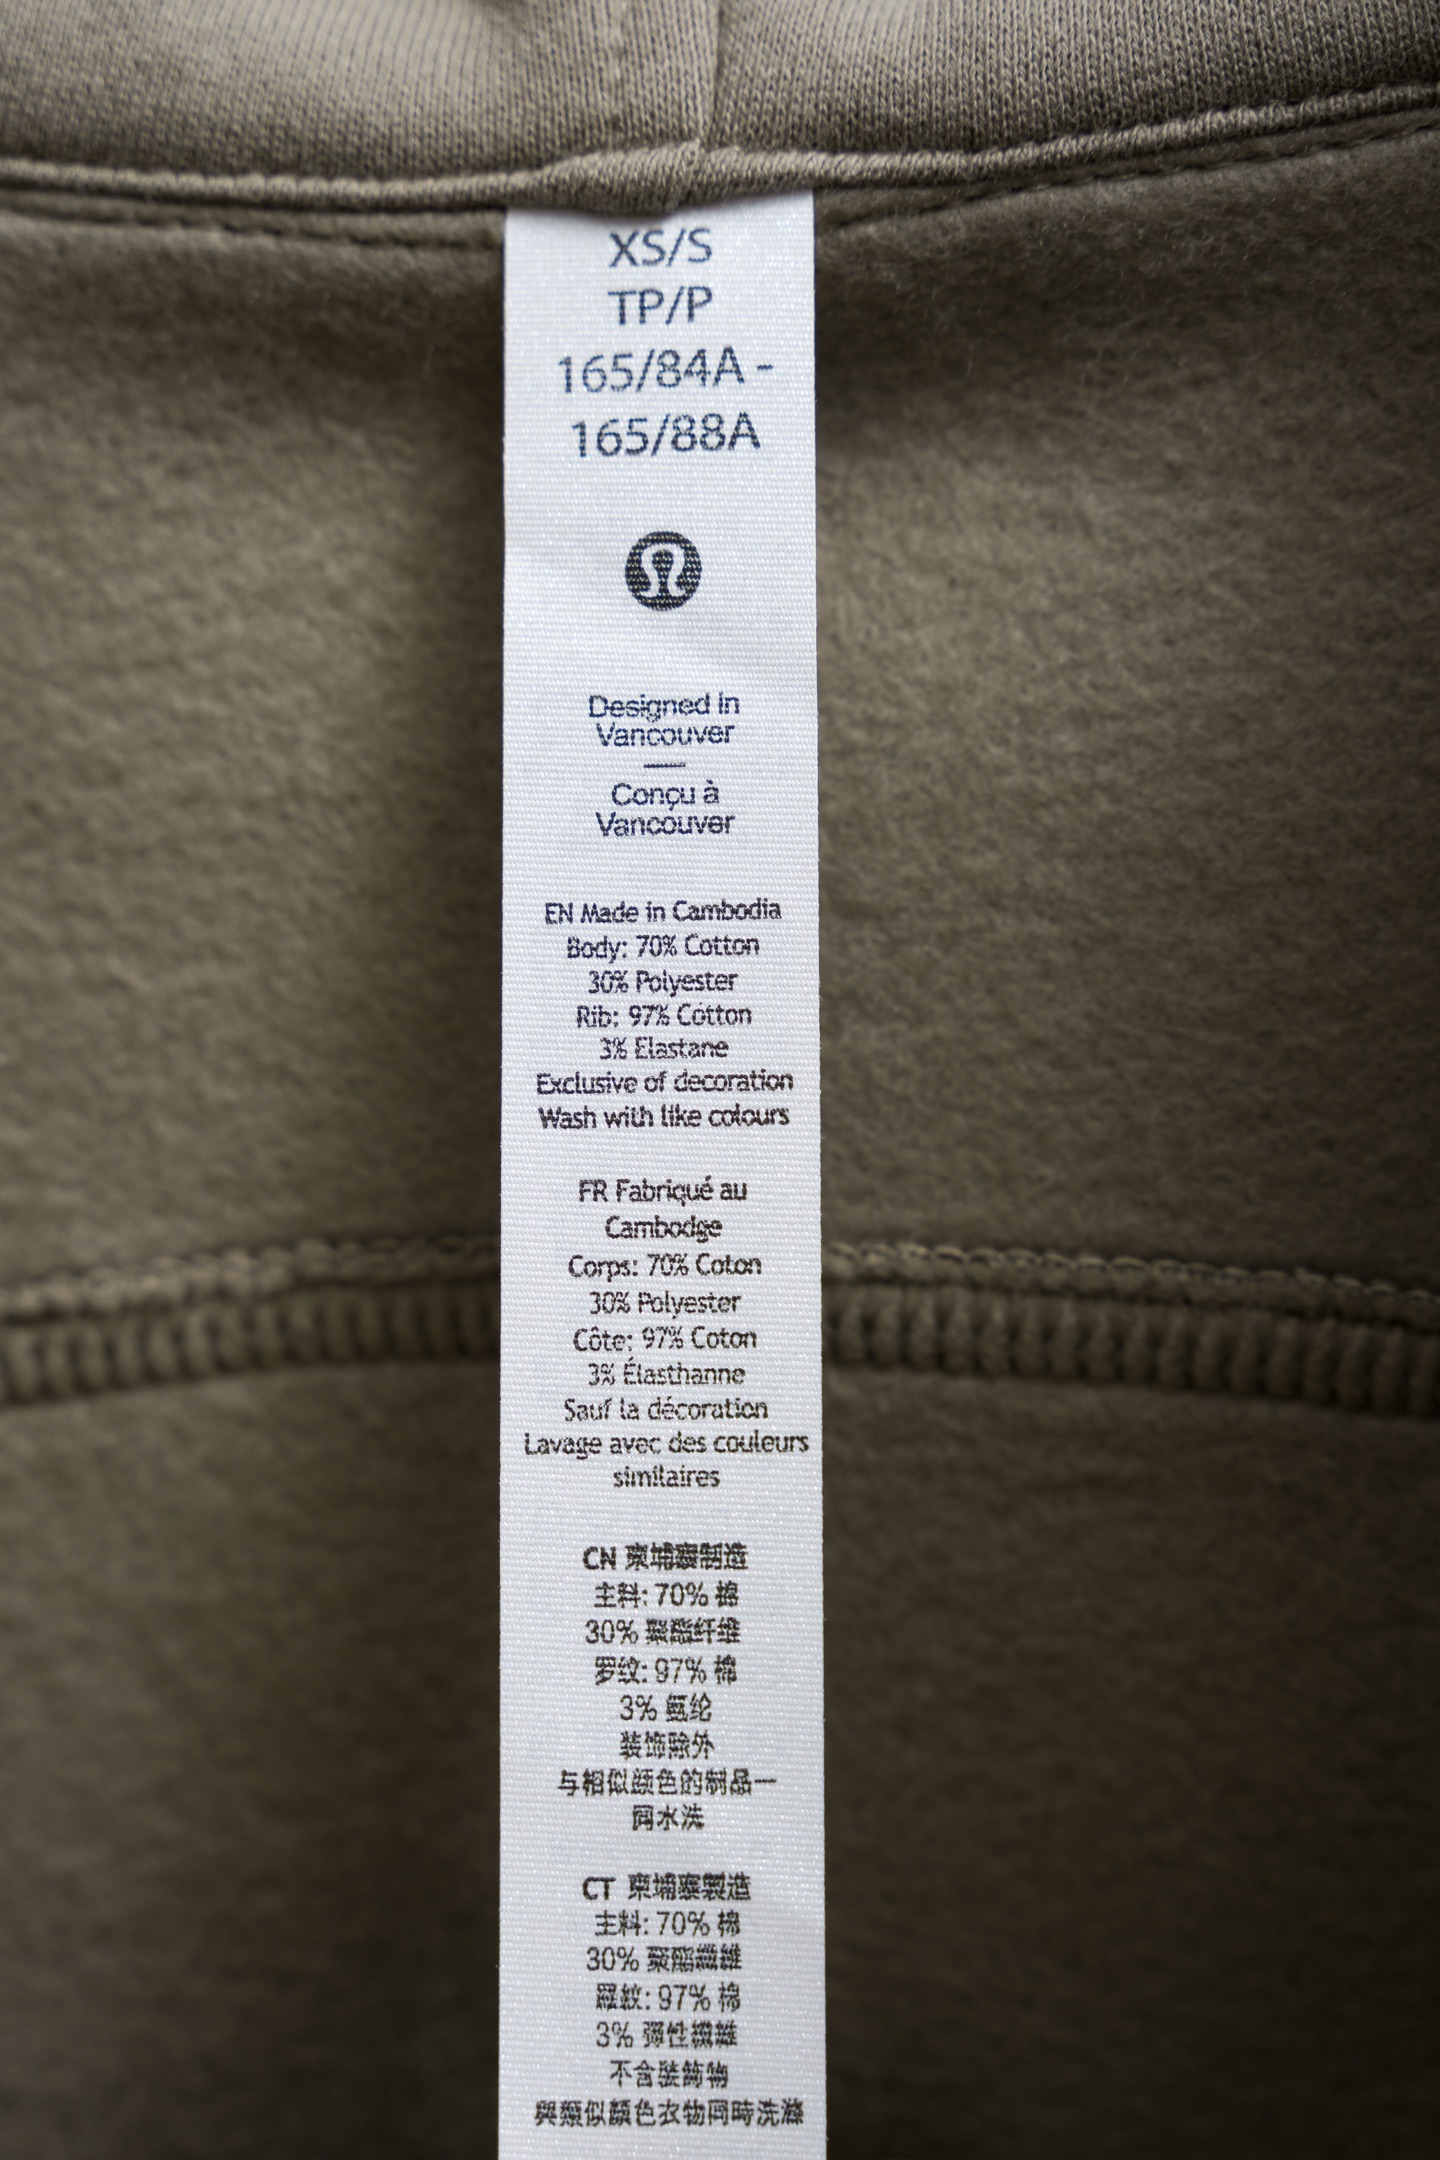 XS/S
TP/P
165/84A -
165/88A
Designed in
Vancouver
Conçu à
Vancouver
EN Made in Cambodia
Body: 70% Cotton
30% Polyester
Rib: 97% Cotton
3% Elastane
Exclusive of decoration
Wash with like colours
FR Fabriqué au
Cambodge
Corps: 70% Coton
30% Polyester
Côte: 97% Coton
3% Élasthanne
Sauf la décoration
Lavage avec des couleurs
similaires
CN 柬埔寨制造
主料: 70% 棉
30% 聚酯纤维
罗纹: 97% 棉
3% 氨纶
装饰除外
与相似颜色的制品一
同水洗
CT 柬埔寨製造
主料: 70% 棉
30% 聚酯纖維
羅紋: 97% 棉
3% 彈性纖維
不含裝飾物
與類似顏色衣物同時洗滌